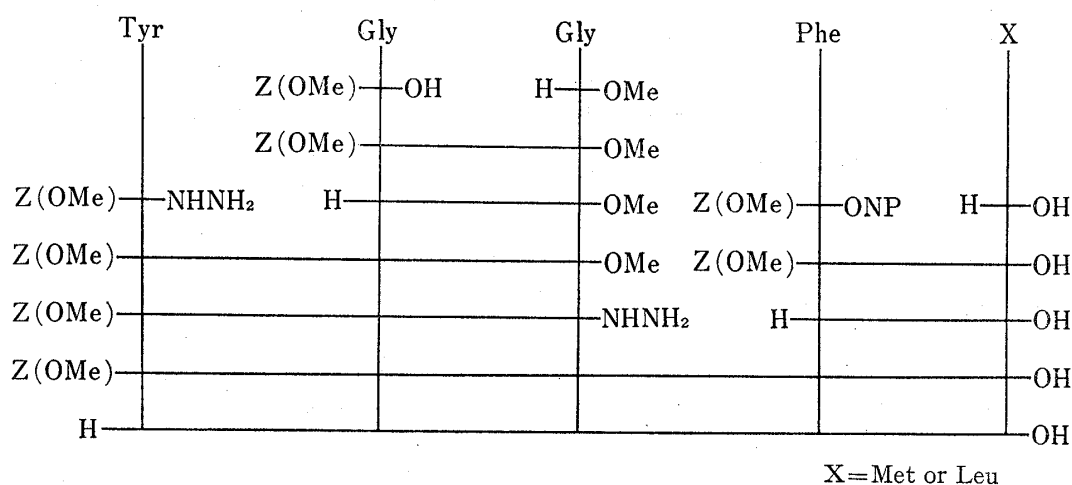 Tyr Gly Gly Phe X
Z(OMe) OH H OMe
Z(OMe) OMe
Z(OMe) NHNH₂ H OMe Z(OMe) ONP H OH
Z(OMe) OMe Z(OMe) OH
Z(OMe) NHNH₂ H OH
Z(OMe) OH
H OH
X=Met or Leu